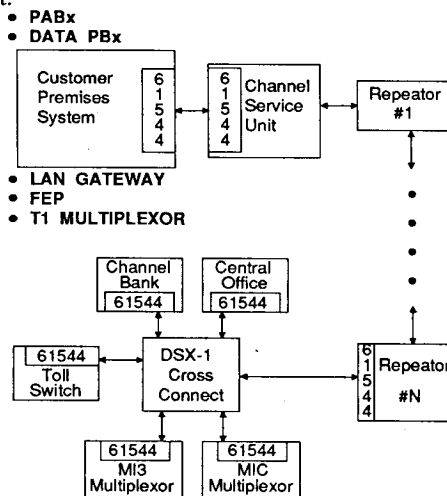 • PABx
• DATA PBx
Customer
Premises
System
6
1
5
4
4
6
1
5
4
4
Channel
Service
Unit
Repeator
#1
• LAN GATEWAY
• FEP
• T1 MULTIPLEXOR
Channel
Bank
61544
Central
Office
61544
61544
Toll
Switch
DSX-1
Cross
Connect
6
1
5
4
4
Repeator
#N
61544
MI3
Multiplexor
61544
MIC
Multiplexor